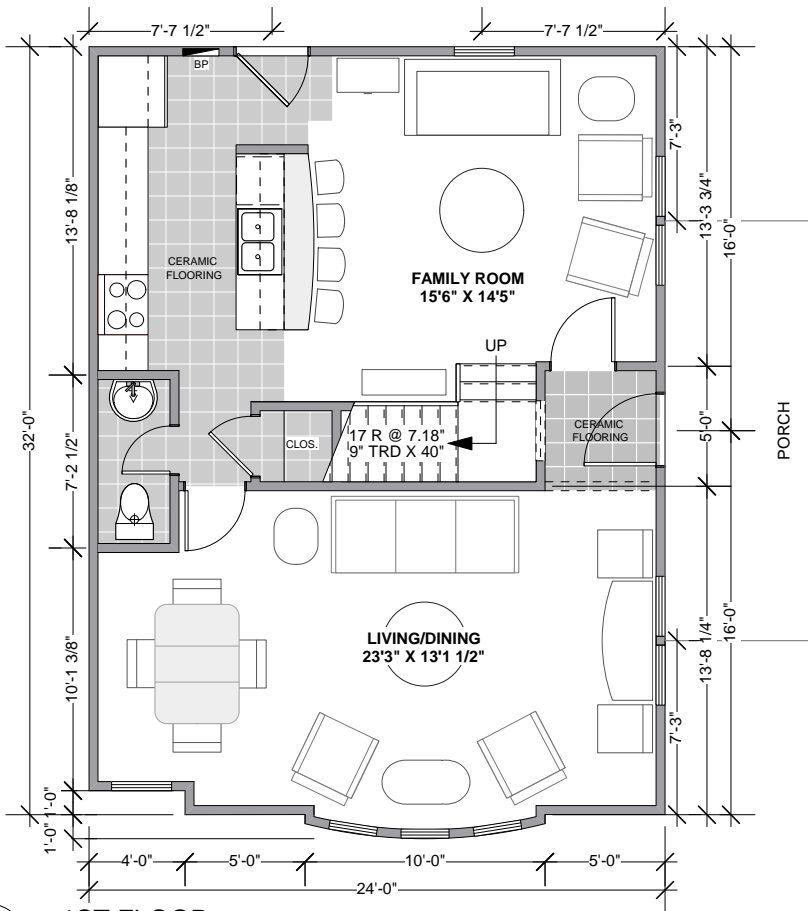 7'-7 1/2"
7'-7 1/2"
BP
7'-3"
13'-8 1/8"
13'-3 3/4"
16'-0"
CERAMIC
FLOORING
FAMILY ROOM
15'6" X 14'5"
UP
32'-0"
7'-2 1/2"
CLOS.
17 R @ 7.18"
9" TRD X 40"
CERAMIC
FLOORING
5'-0"
PORCH
LIVING/DINING
23'3" X 13'1 1/2"
10'-1 3/8"
13'-8 1/4"
16'-0"
7'-3"
1'-0"
1'-0"
4'-0"
5'-0"
10'-0"
5'-0"
24'-0"